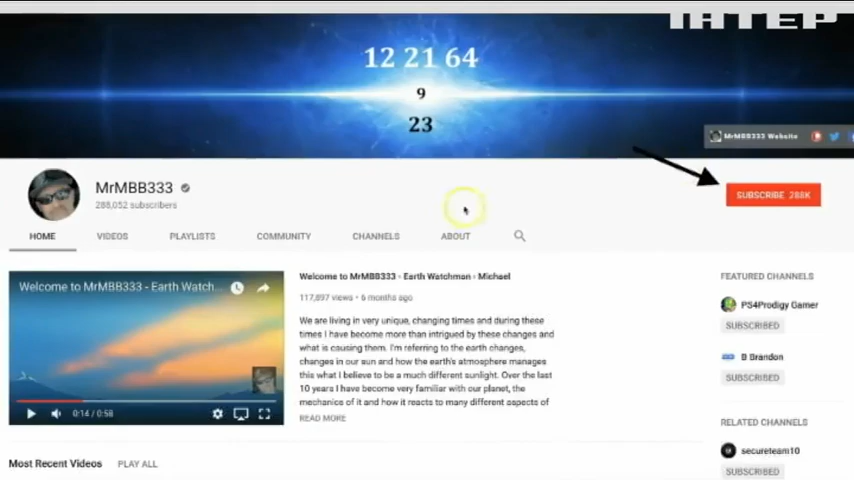 ІНТЕР
12 21 64
9
23
MrMBB333 Website
MrMBB333
288,052 subscribers
SUBSCRIBE 288K
HOME VIDEOS PLAYLISTS COMMUNITY CHANNELS ABOUT
Welcome to MrMBB333 - Earth Watch...
0:14 / 0:58
Welcome to MrMBB333 - Earth Watchman - Michael
117,897 views • 6 months ago
We are living in very unique, changing times and during these
times I have become more than intrigued by these changes and
what is causing them. I'm referring to the earth changes,
changes in our sun and how the earth's atmosphere manages
this what I believe to be a much different sunlight. Over the last
10 years I have become very familiar with our planet, the
mechanics of it and how it reacts to many different aspects of
READ MORE
FEATURED CHANNELS
PS4Prodigy Gamer
SUBSCRIBED
B Brandon
SUBSCRIBED
RELATED CHANNELS
secureteam10
SUBSCRIBED
Most Recent Videos PLAY ALL